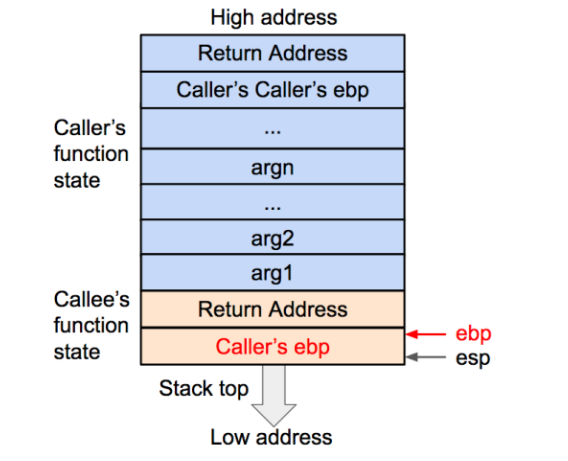 High address
Return Address
Caller's Caller's ebp
...
Caller's
function
state
argn
...
arg2
arg1
Callee's
function
state
Return Address
Caller's ebp
ebp
esp
Stack top
Low address